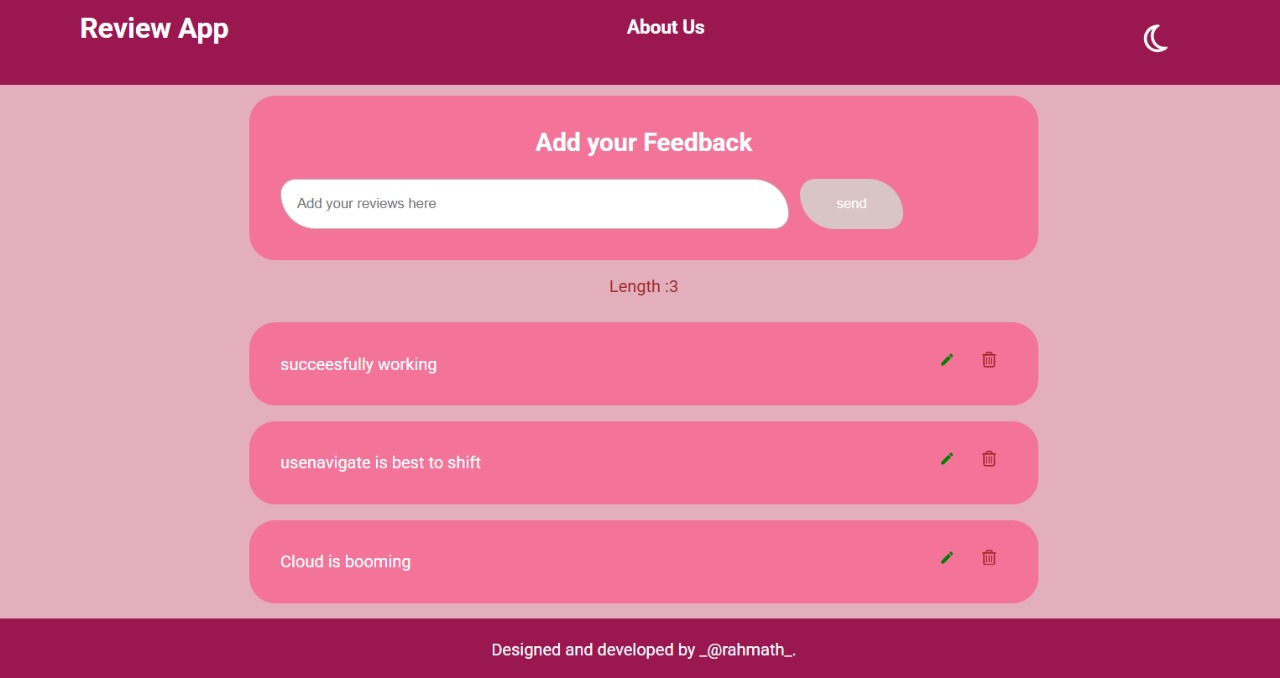 Review App
About Us
Add your Feedback
Add your reviews here
send
Length :3
succeesfully working
usenavigate is best to shift
Cloud is booming
Designed and developed by _@rahmath_.